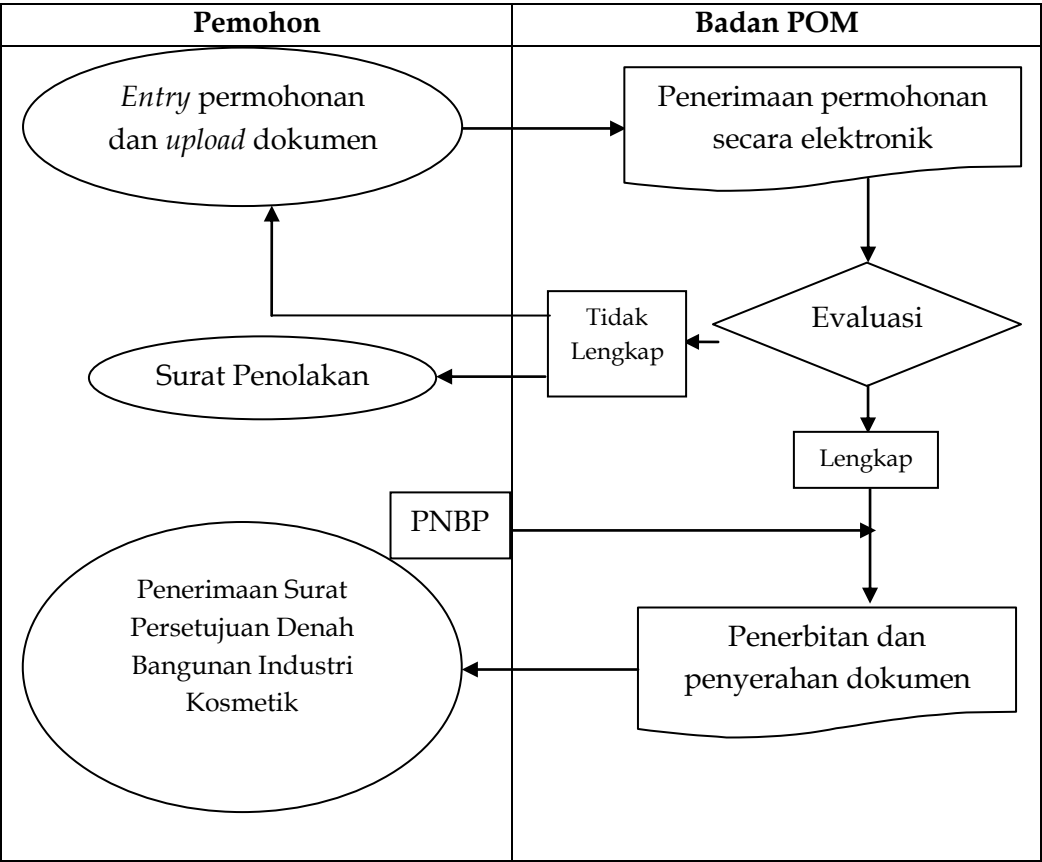 Pemohon
Badan POM
Entry permohonan
dan upload dokumen
Penerimaan permohonan
secara elektronik
Evaluasi
Tidak
Lengkap
Surat Penolakan
Lengkap
PNBP
Penerimaan Surat
Persetujuan Denah
Bangunan Industri
Kosmetik
Penerbitan dan
penyerahan dokumen